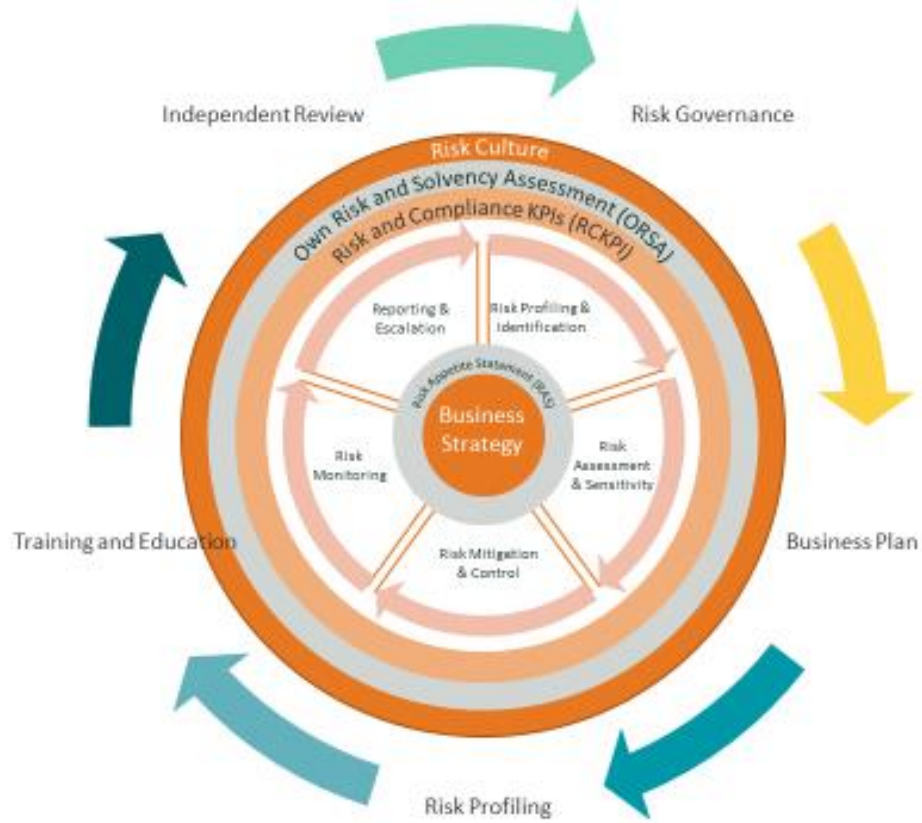 Independent Review
Risk Governance
Risk Culture
Own Risk and Solvency Assessment (ORSA)
Risk and Compliance KPIs (RCKPI)
Reporting &
Escalation
Risk Profiling &
Identification
Risk Appetite Statement (RAS)
Business
Strategy
Risk
Monitoring
Risk
Assessment
& Sensitivity
Training and Education
Business Plan
Risk Mitigation
& Control
Risk Profiling